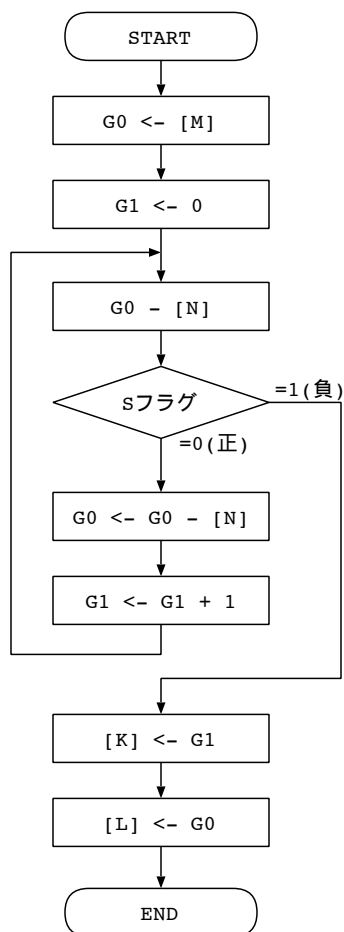 START
G0 <- [M]
G1 <- 0
G0 - [N]
Sフラグ
=1(負)
=0(正)
G0 <- G0 - [N]
G1 <- G1 + 1
[K] <- G1
[L] <- G0
END